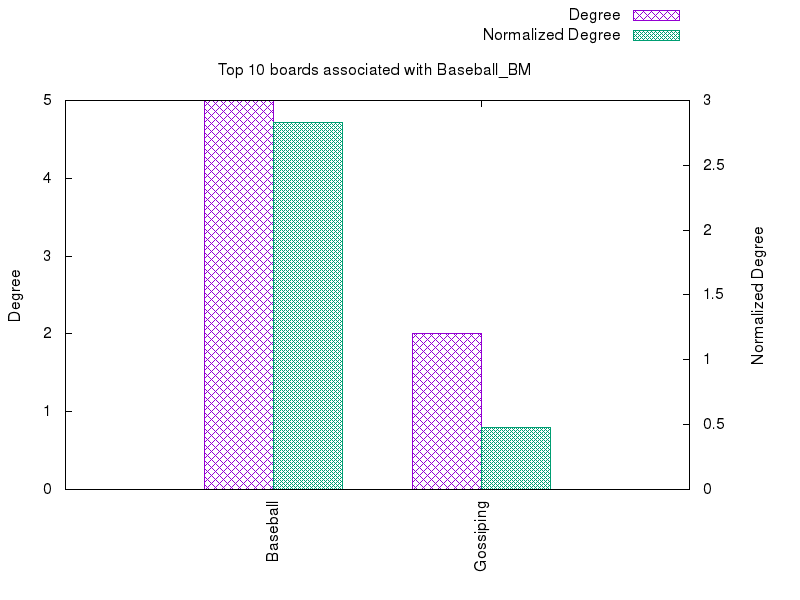 Degree
Normalized Degree
Top 10 boards associated with Baseball_BM
5
4
3
2
1
0
Degree
3
2.5
2
1.5
1
0.5
0
Normalized Degree
Baseball
Gossiping